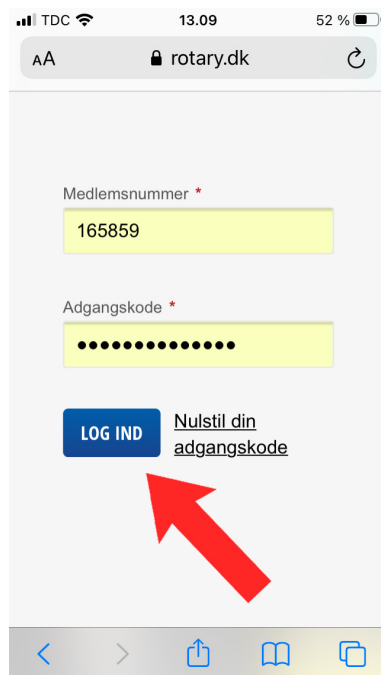 TDC 13.09 52 %
AA rotary.dk
Medlemsnummer *
165859
Adgangskode *
●●●●●●●●●●●●●●
LOG IND
Nulstil din
adgangskode